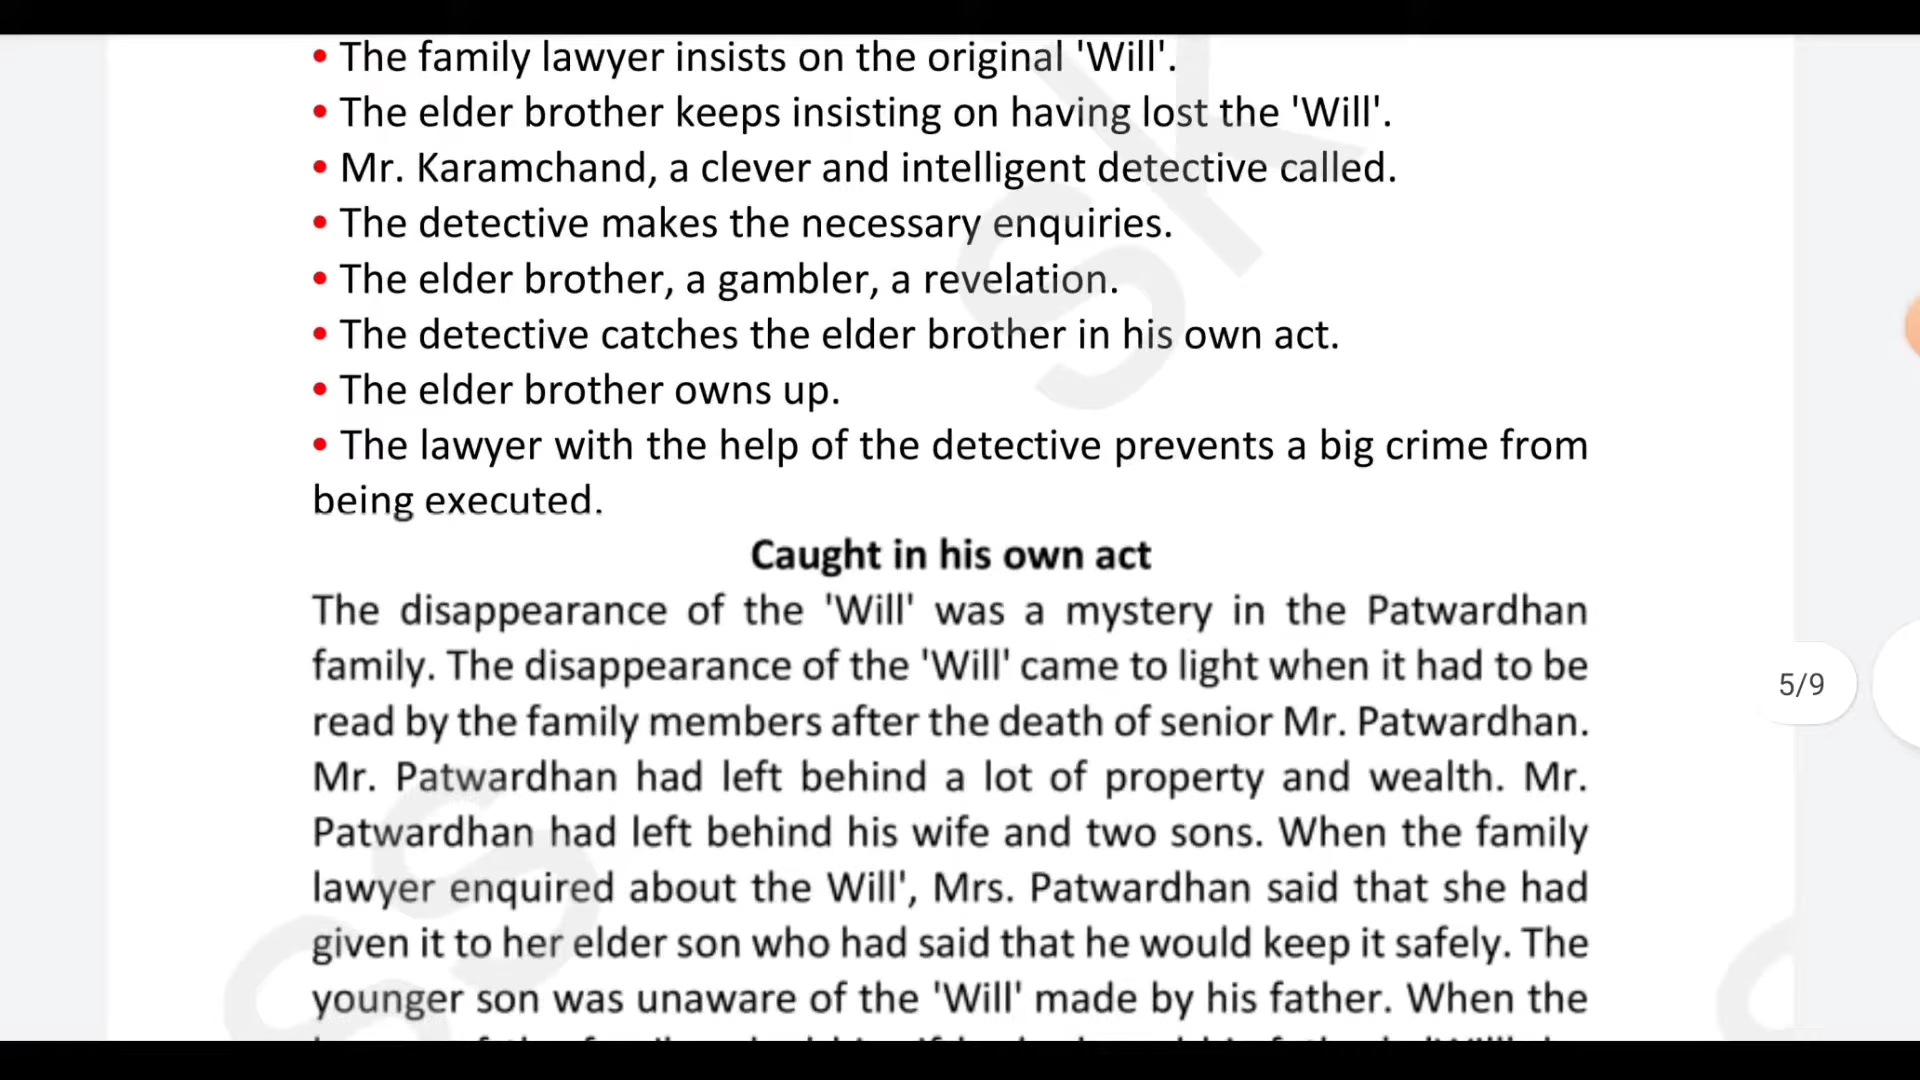 • The family lawyer insists on the original 'Will'.
• The elder brother keeps insisting on having lost the 'Will'.
• Mr. Karamchand, a clever and intelligent detective called.
• The detective makes the necessary enquiries.
• The elder brother, a gambler, a revelation.
• The detective catches the elder brother in his own act.
• The elder brother owns up.
• The lawyer with the help of the detective prevents a big crime from
being executed.
Caught in his own act
The disappearance of the 'Will' was a mystery in the Patwardhan
family. The disappearance of the 'Will' came to light when it had to be
read by the family members after the death of senior Mr. Patwardhan.
Mr. Patwardhan had left behind a lot of property and wealth. Mr.
Patwardhan had left behind his wife and two sons. When the family
lawyer enquired about the Will', Mrs. Patwardhan said that she had
given it to her elder son who had said that he would keep it safely. The
younger son was unaware of the 'Will' made by his father. When the
5/9